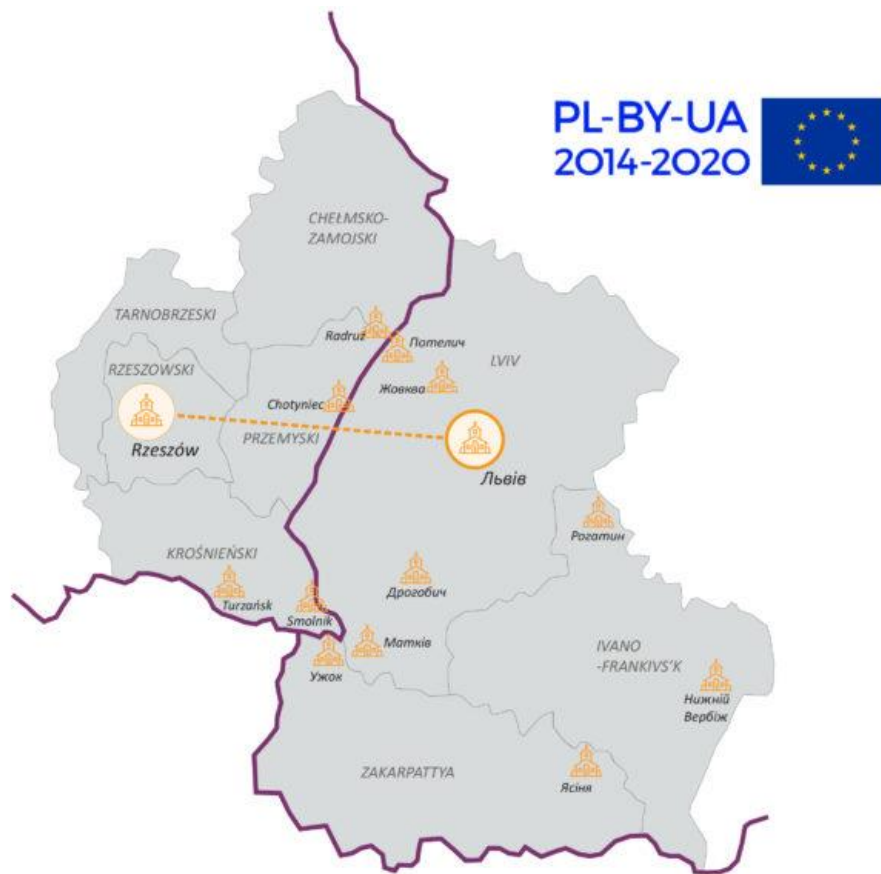 PL-BY-UA
2014-2020
CHEŁMSKO-
ZAMOJSKI
TARNOBRZESKI
Radruż
Потелич
LVIV
RZESZOWSKI
Жовква
Chotyniec
PRZEMYSKI
Rzeszów
Львів
Рогатин
KROŚNIEŃSKI
Turzańsk
Smolnik
Дрогобич
Матків
Ужок
IVANO
-FRANKIVS'K
Нижній
Вербіж
ZAKARPATTYA
Ясіня